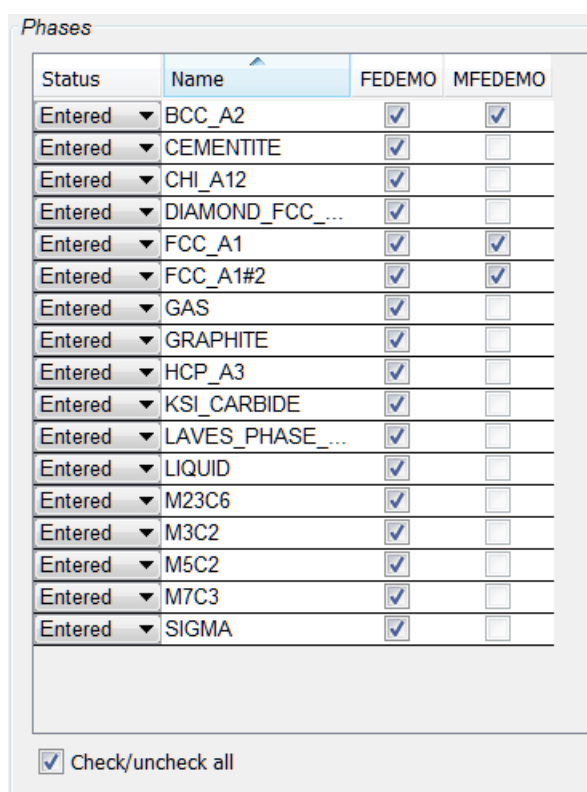 Phases
Status Name FEDEMO MFEDEMO
Entered BCC_A2
Entered CEMENTITE
Entered CHI_A12
Entered DIAMOND_FCC_...
Entered FCC_A1
Entered FCC_A1#2
Entered GAS
Entered GRAPHITE
Entered HCP_A3
Entered KSI_CARBIDE
Entered LAVES_PHASE_...
Entered LIQUID
Entered M23C6
Entered M3C2
Entered M5C2
Entered M7C3
Entered SIGMA
Check/uncheck all